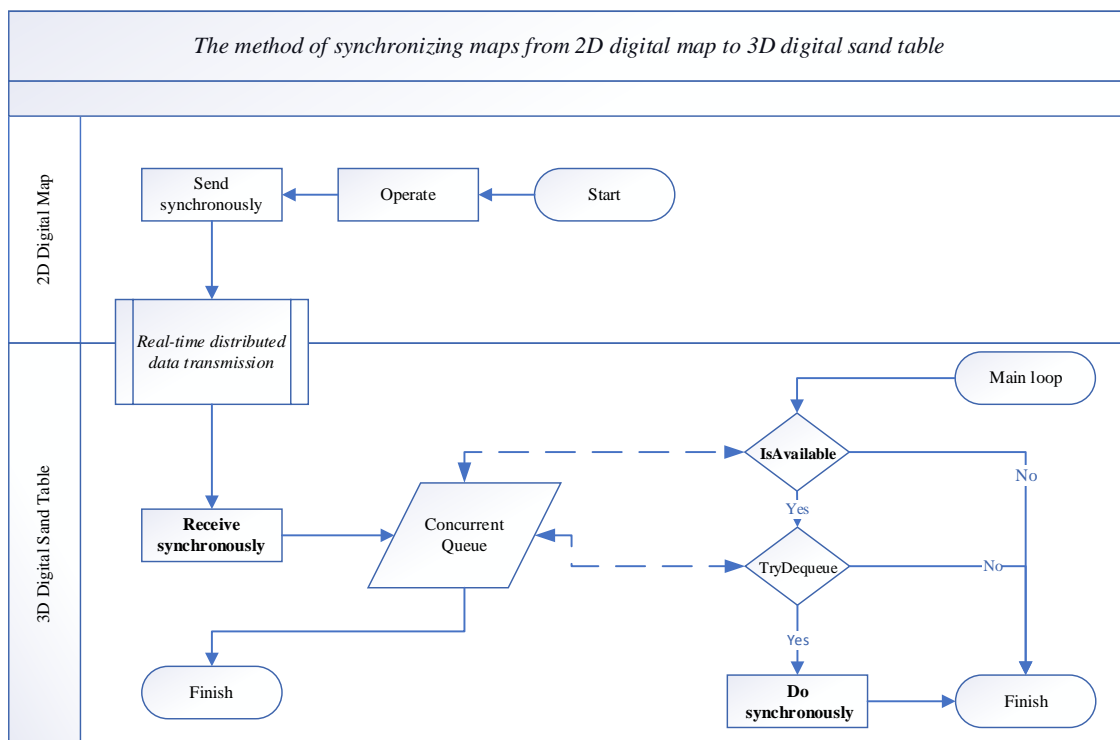 The method of synchronizing maps from 2D digital map to 3D digital sand table
2D Digital Map
Send
synchronously
Operate
Start
Real-time distributed
data transmission
3D Digital Sand Table
Main loop
IsAvailable
No
Yes
Receive
synchronously
Concurrent
Queue
TryDequeue
No
Yes
Finish
Do
synchronously
Finish